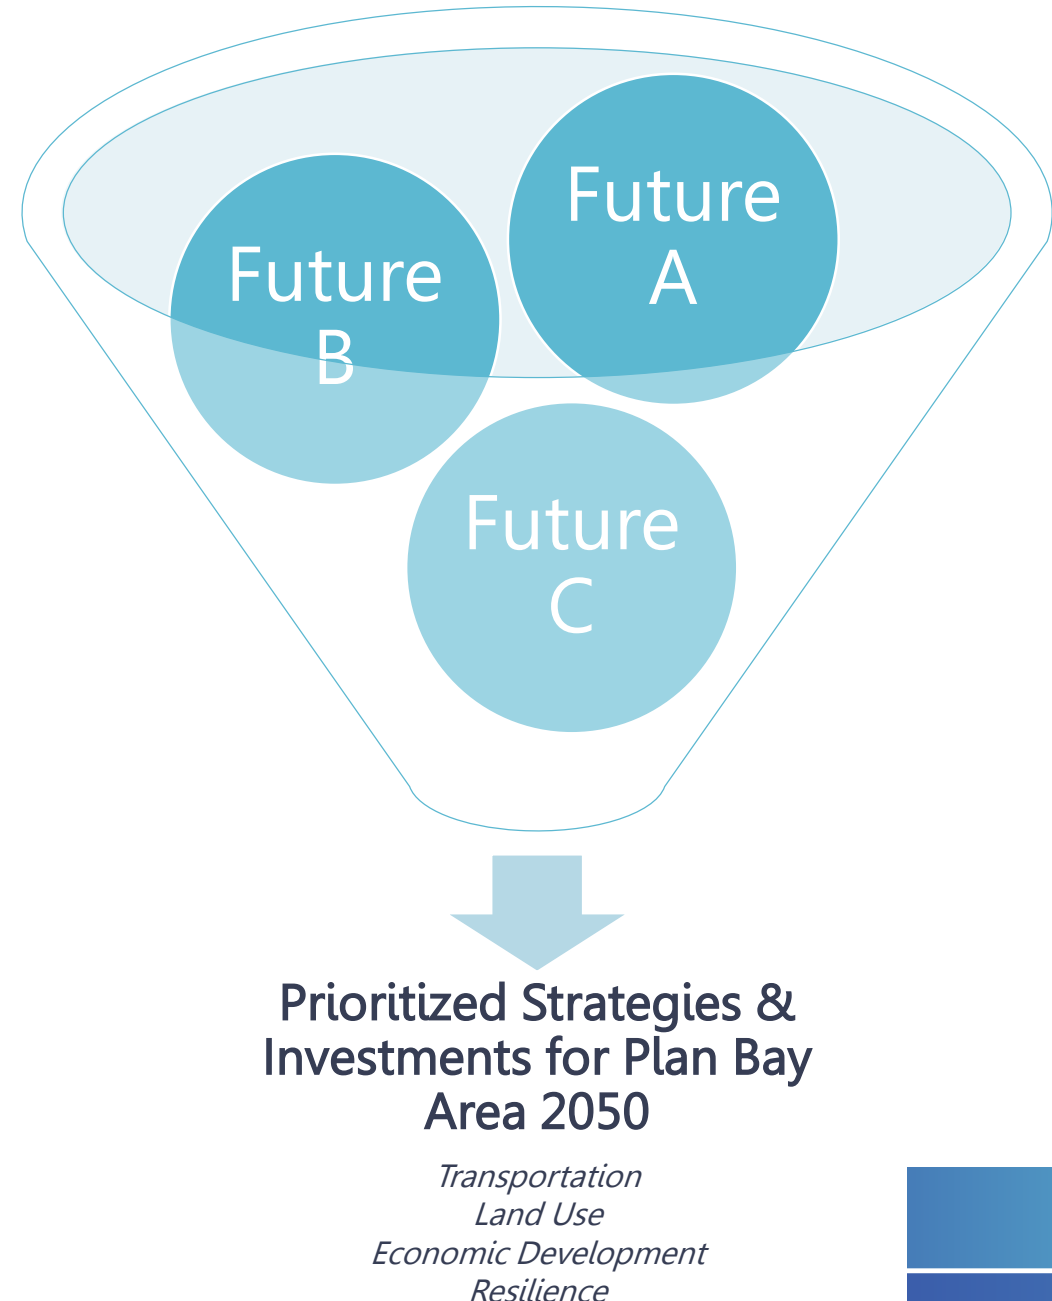 Future
A
Future
B
Future
C
Prioritized Strategies &
Investments for Plan Bay
Area 2050
Transportation
Land Use
Economic Development
Resilience